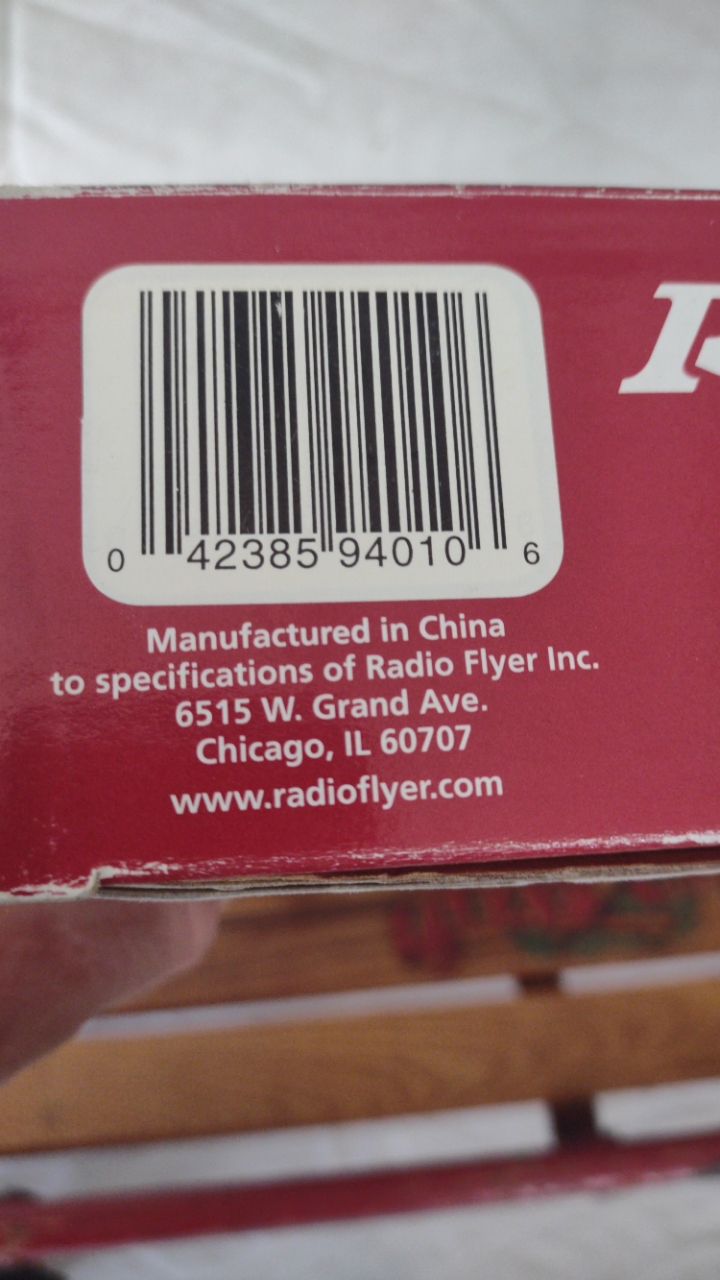 0 42385 94010 6
Manufactured in China
to specifications of Radio Flyer Inc.
6515 W. Grand Ave.
Chicago, IL 60707
www.radioflyer.com